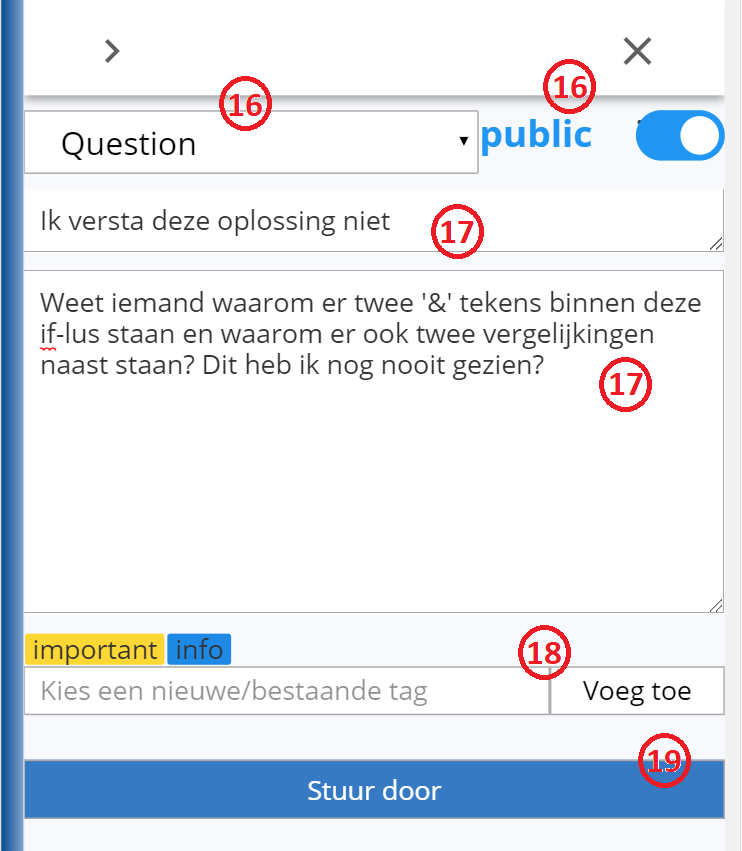 16
16
Question
public
Ik versta deze oplossing niet
17
Weet iemand waarom er twee '&' tekens binnen deze
if-lus staan en waarom er ook twee vergelijkingen
naast staan? Dit heb ik nog nooit gezien?
17
important info
18
Kies een nieuwe/bestaande tag
Voeg toe
19
Stuur door